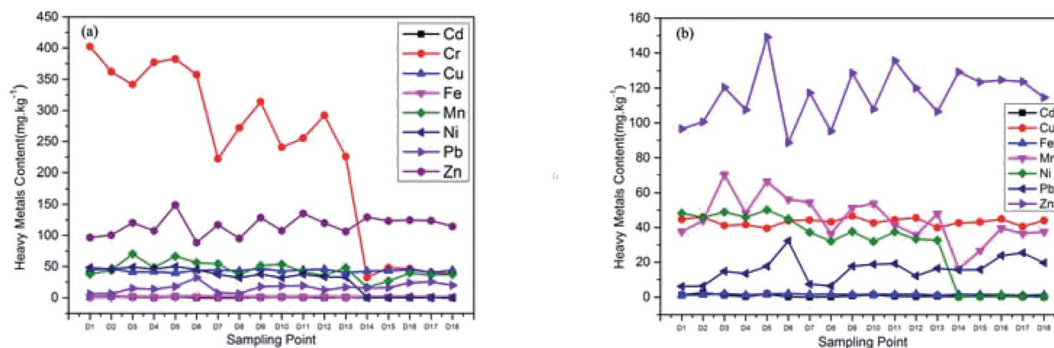 (a)
Cd
Cr
Cu
Fe
Mn
Ni
Pb
Zn
450
400
350
300
250
200
150
100
50
0
Heavy Metals Content(mg.kg⁻¹)
D1 D2 D3 D4 D5 D6 D7 D8 D9 D10 D11 D12 D13 D14 D15 D16 D17 D18
Sampling Point
(b)
Cd
Cu
Fe
Mn
Ni
Pb
Zn
160
140
120
100
80
60
40
20
0
Heavy Metals Content(mg.kg⁻¹)
D1 D2 D3 D4 D5 D6 D7 D8 D9 D10 D11 D12 D13 D14 D15 D16 D17 D18
Sampling Point